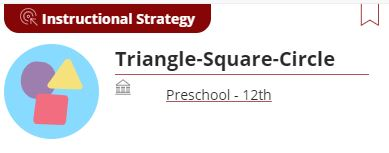 Instructional Strategy
Triangle-Square-Circle
Preschool - 12th